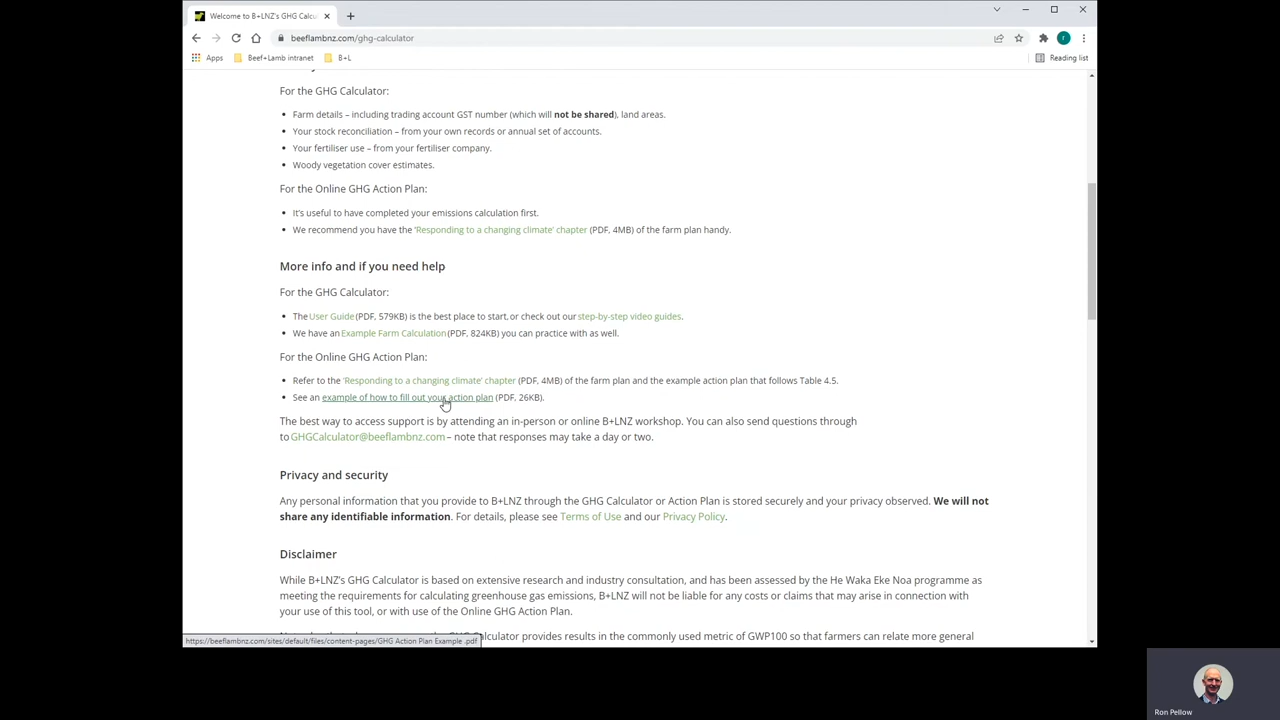 Welcome to B+LNZ's GHG Calcu
beeflambnz.com/ghg-calculator
Apps Beef+Lamb intranet B+L Reading list
For the GHG Calculator:
• Farm details – including trading account GST number (which will not be shared), land areas.
• Your stock reconciliation – from your own records or annual set of accounts.
• Your fertiliser use – from your fertiliser company.
• Woody vegetation cover estimates.
For the Online GHG Action Plan:
• It's useful to have completed your emissions calculation first.
• We recommend you have the 'Responding to a changing climate' chapter (PDF, 4MB) of the farm plan handy.
More info and if you need help
For the GHG Calculator:
• The User Guide (PDF, 579KB) is the best place to start, or check out our step-by-step video guides.
• We have an Example Farm Calculation (PDF, 824KB) you can practice with as well.
For the Online GHG Action Plan:
• Refer to the 'Responding to a changing climate' chapter (PDF, 4MB) of the farm plan and the example action plan that follows Table 4.5.
• See an example of how to fill out your action plan (PDF, 26KB).
The best way to access support is by attending an in-person or online B+LNZ workshop. You can also send questions through
to GHGCalculator@beeflambnz.com – note that responses may take a day or two.
Privacy and security
Any personal information that you provide to B+LNZ through the GHG Calculator or Action Plan is stored securely and your privacy observed. We will not
share any identifiable information. For details, please see Terms of Use and our Privacy Policy.
Disclaimer
While B+LNZ's GHG Calculator is based on extensive research and industry consultation, and has been assessed by the He Waka Eke Noa programme as
meeting the requirements for calculating greenhouse gas emissions, B+LNZ will not be liable for any costs or claims that may arise in connection with
your use of this tool, or with use of the Online GHG Action Plan.
Calculator provides results in the commonly used metric of GWP100 so that farmers can relate more general
https://beeflambnz.com/sites/default/files/content-pages/GHG Action Plan Example .pdf
Ron Pellow